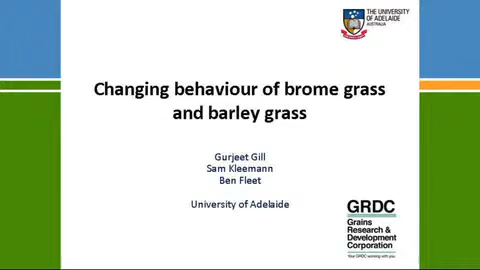 THE UNIVERSITY
OF ADELAIDE
AUSTRALIA
Changing behaviour of brome grass
and barley grass
Gurjeet Gill
Sam Kleemann
Ben Fleet
University of Adelaide
GRDC
Grains
Research &
Development
Corporation
Your GRDC working with you